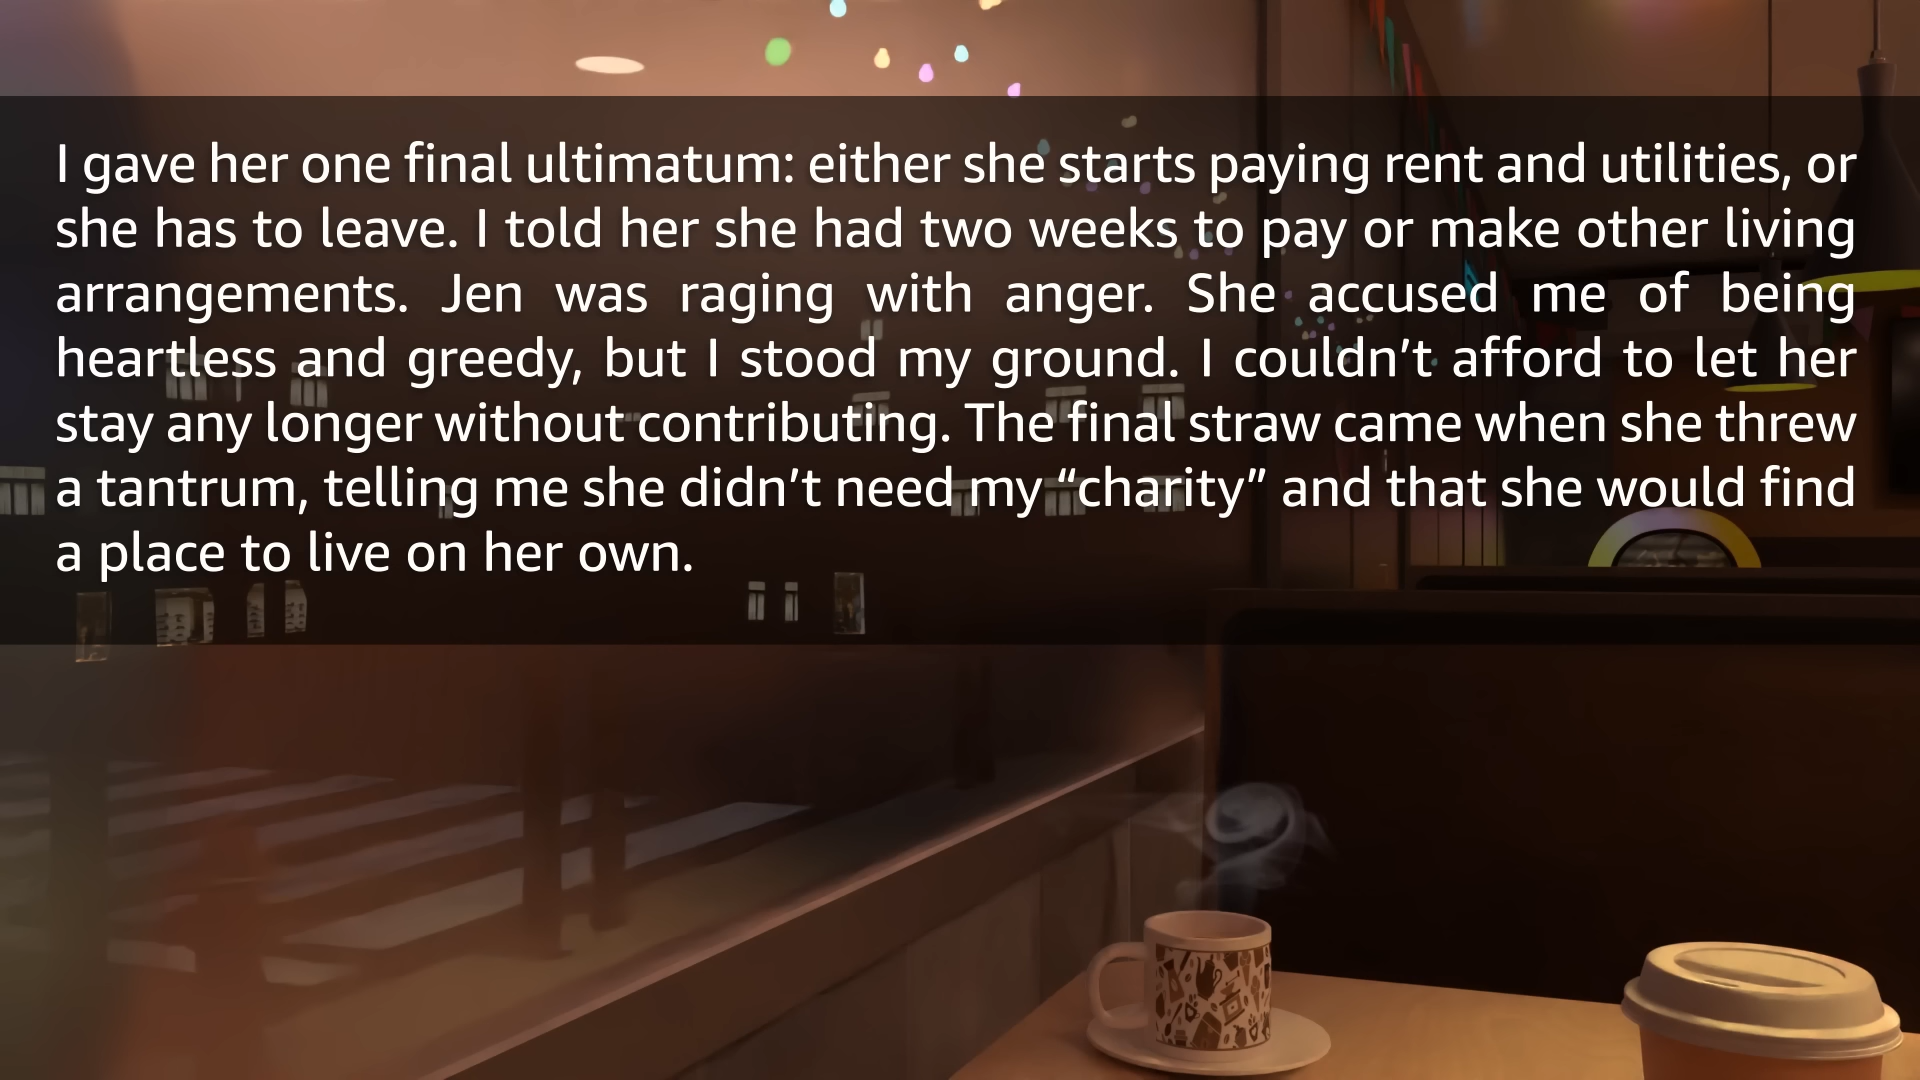 I gave her one final ultimatum: either she starts paying rent and utilities, or
she has to leave. I told her she had two weeks to pay or make other living
arrangements. Jen was raging with anger. She accused me of being
heartless and greedy, but I stood my ground. I couldn’t afford to let her
stay any longer without contributing. The final straw came when she threw
a tantrum, telling me she didn’t need my “charity” and that she would find
a place to live on her own.